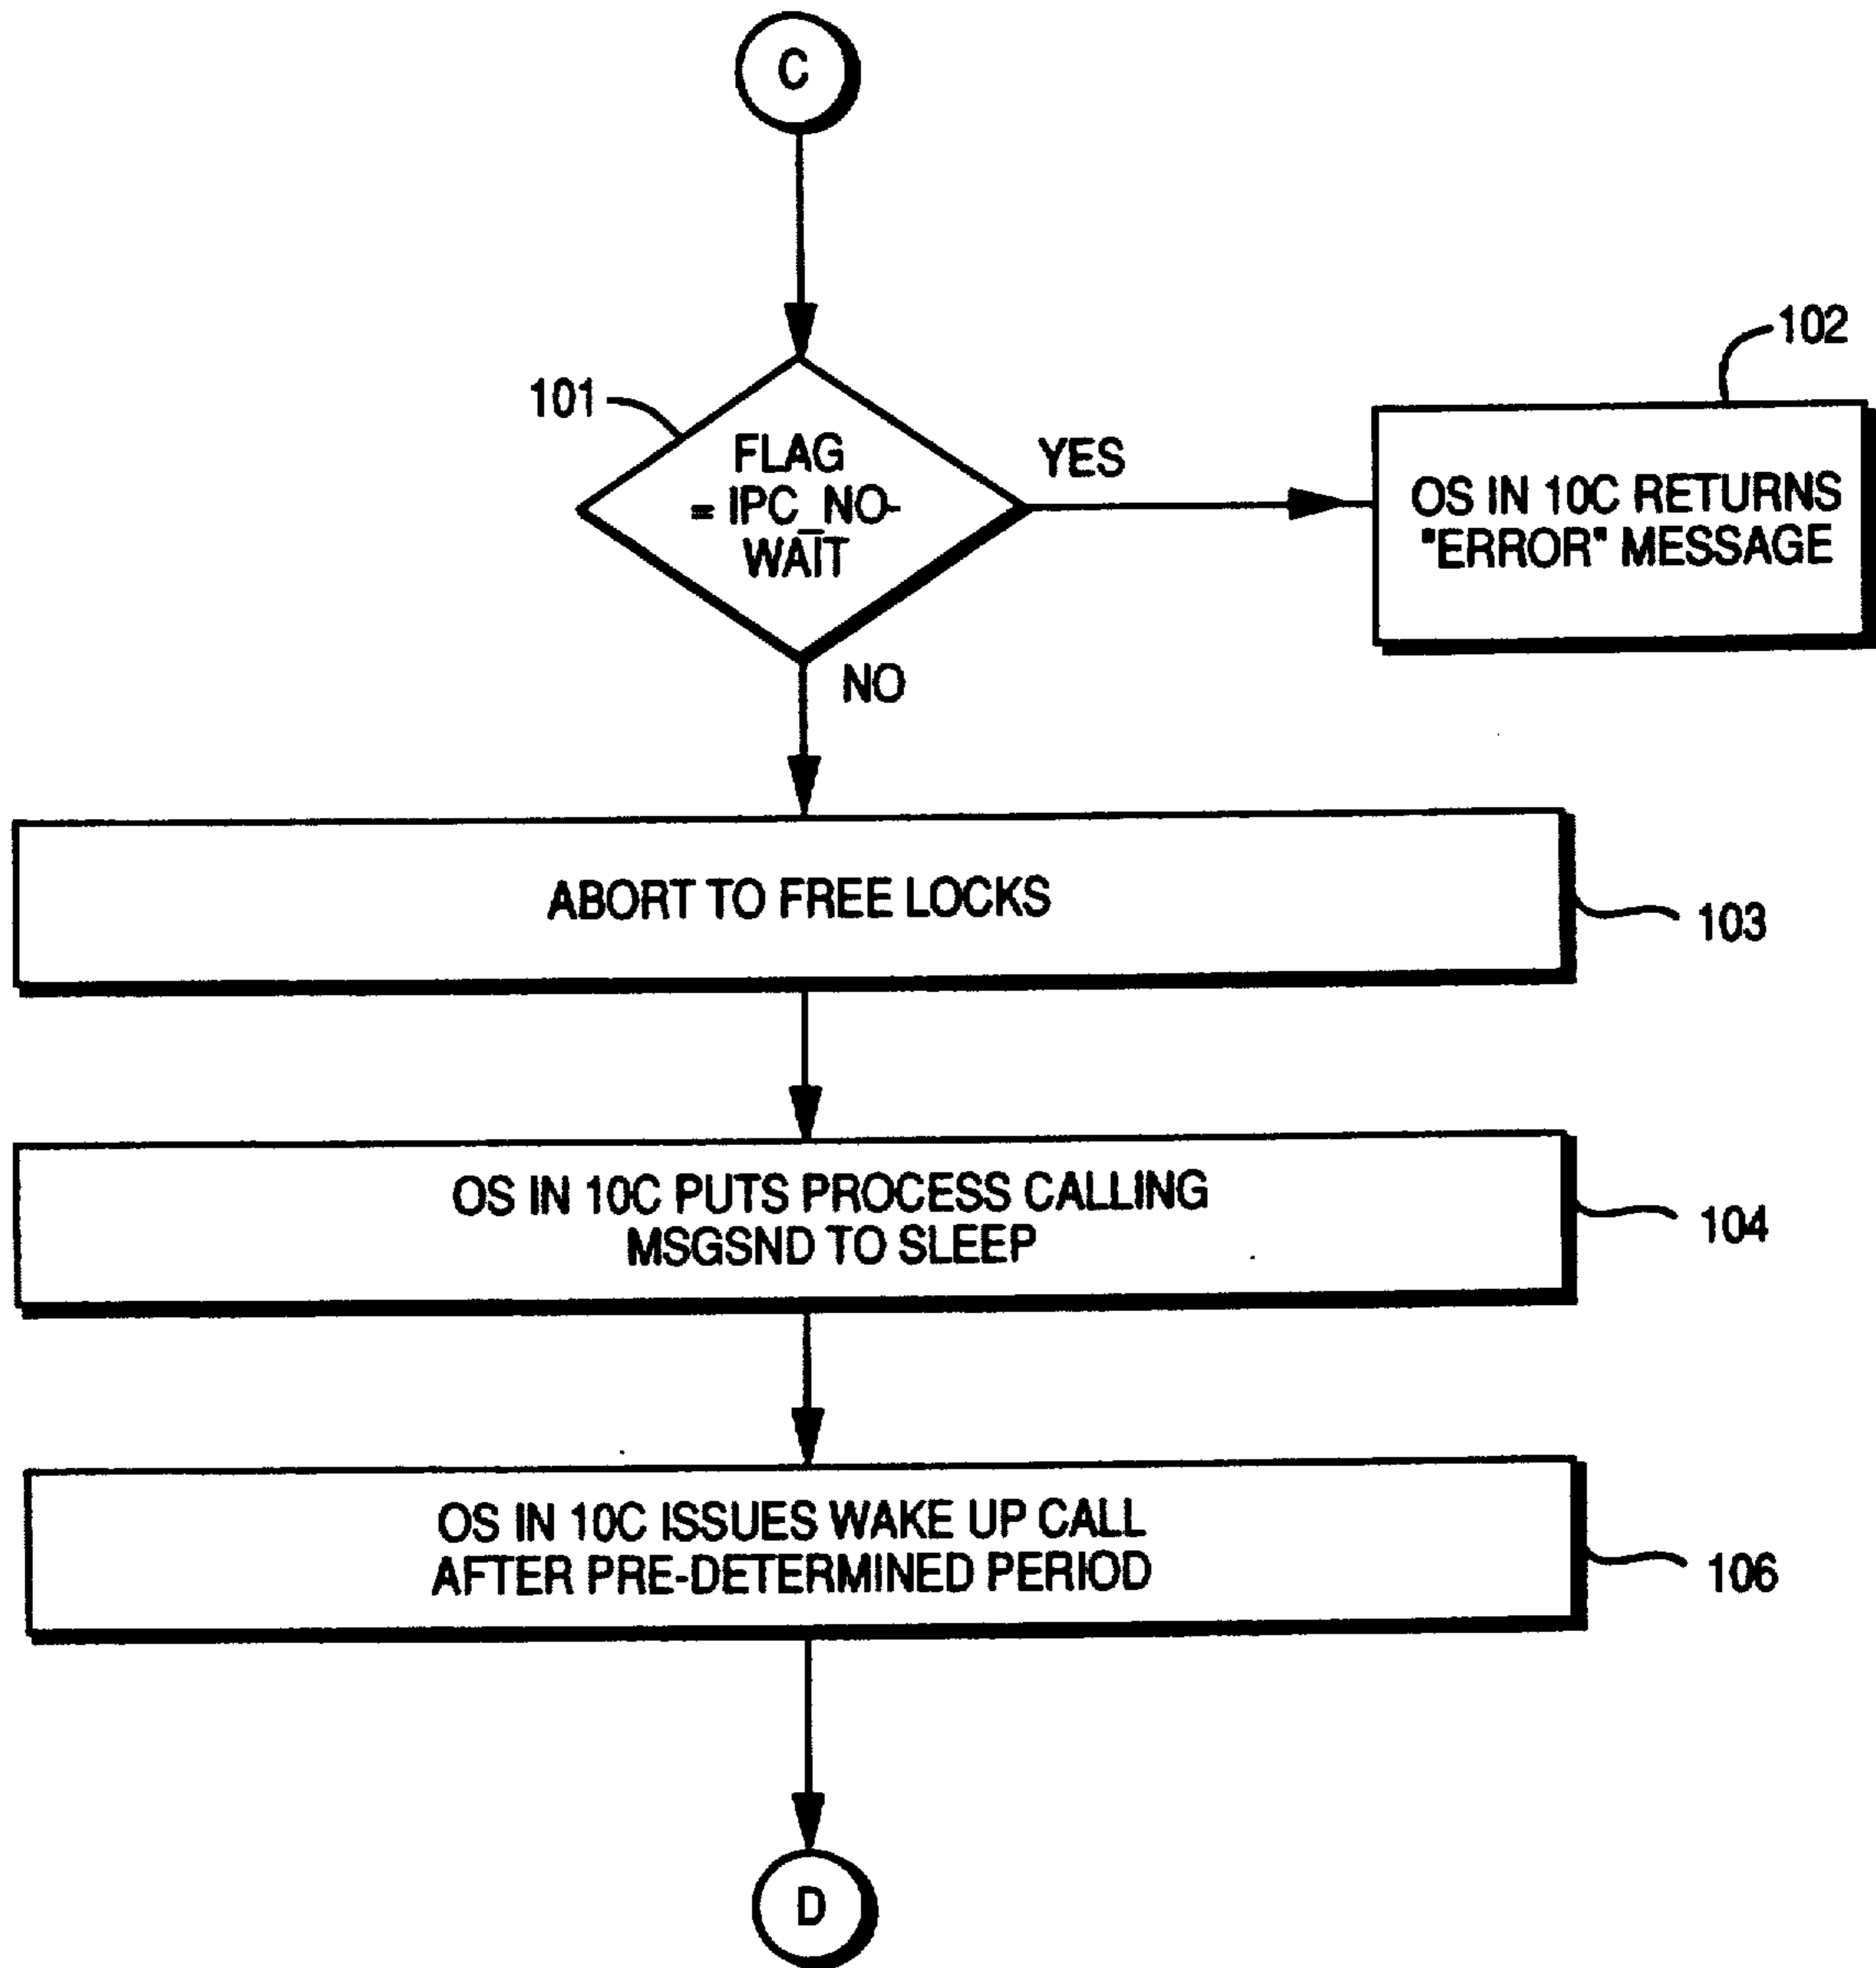 C
101
FLAG
= IPC_NO-
WAIT
YES
102
OS IN 10C RETURNS
"ERROR" MESSAGE
NO
ABORT TO FREE LOCKS
103
OS IN 10C PUTS PROCESS CALLING
MSGSND TO SLEEP
104
OS IN 10C ISSUES WAKE UP CALL
AFTER PRE-DETERMINED PERIOD
106
D